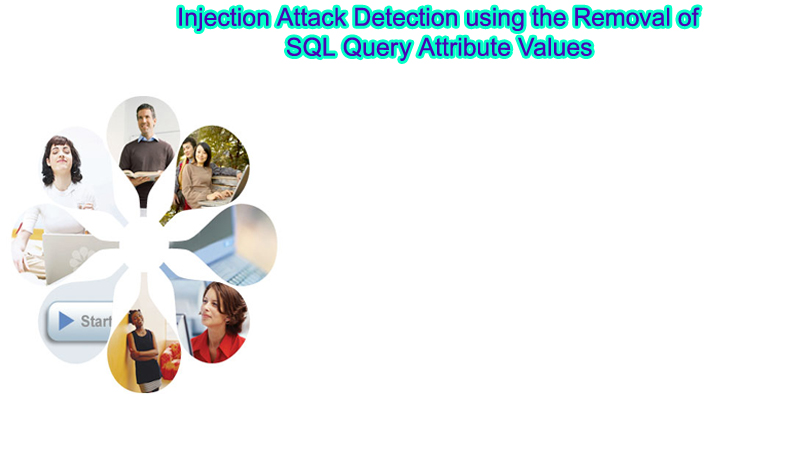 Injection Attack Detection using the Removal of
SQL Query Attribute Values
Start